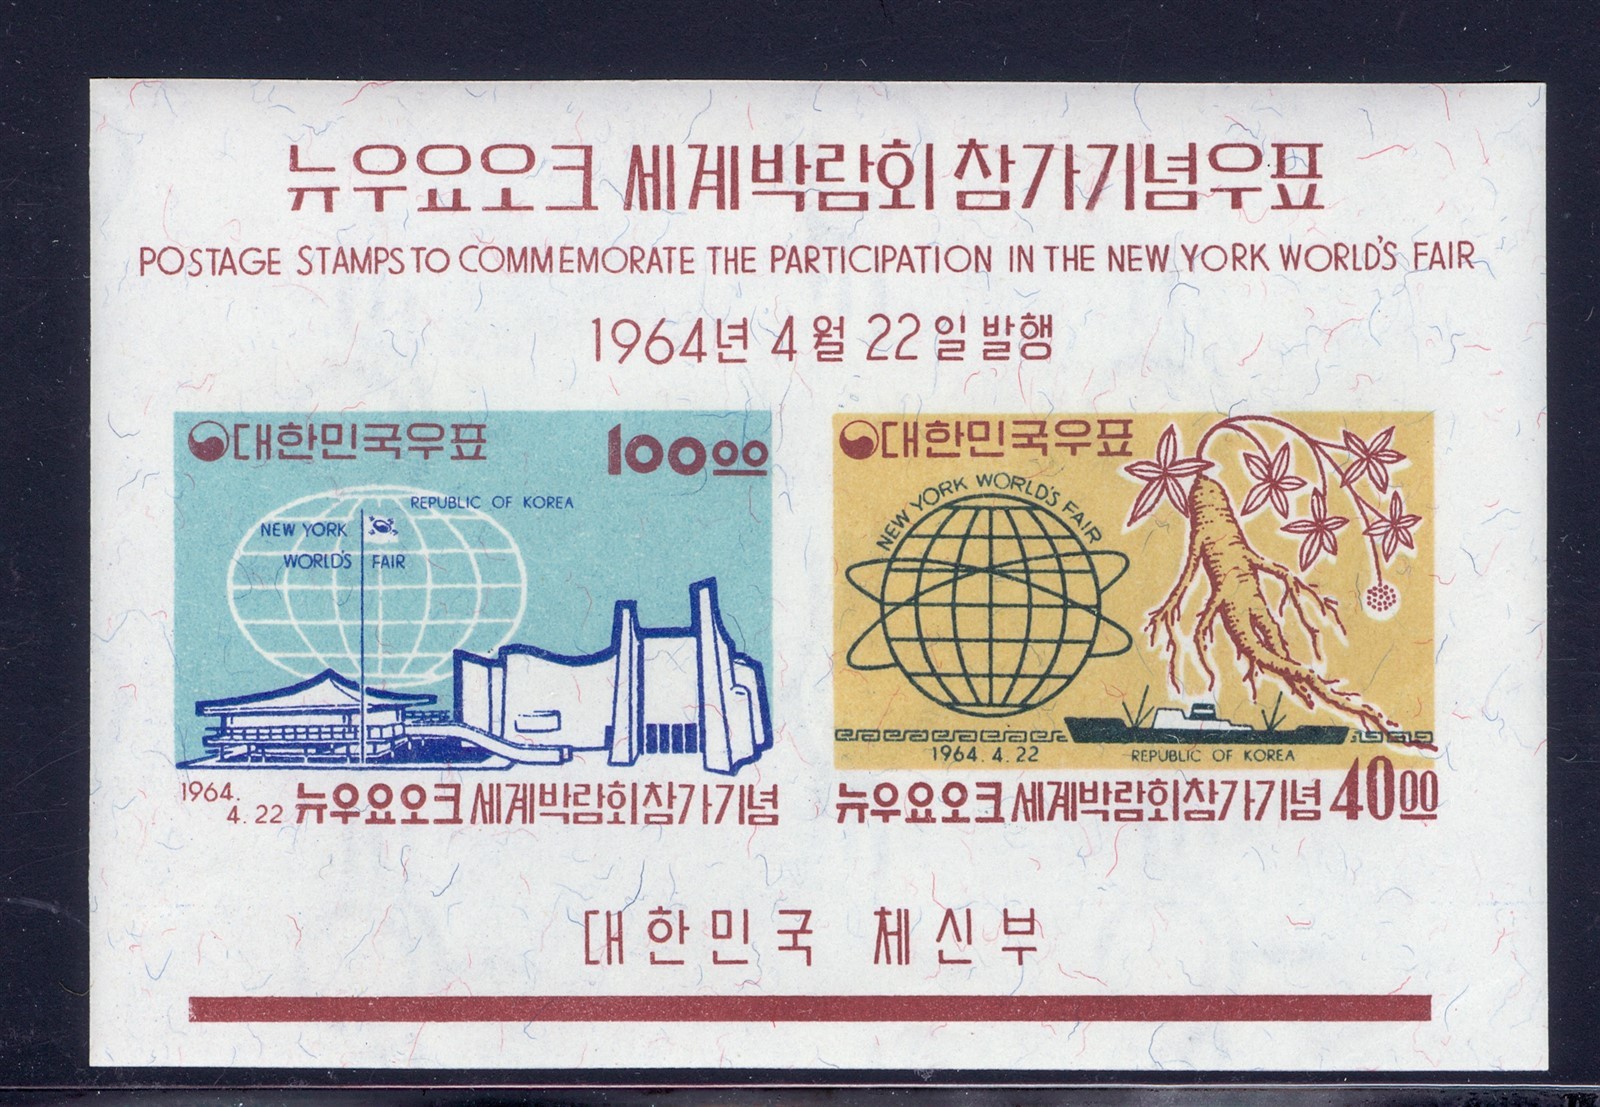 뉴우요오크 세계박람회 참가기념우표
POSTAGE STAMPS TO COMMEMORATE THE PARTICIPATION IN THE NEW YORK WORLD'S FAIR
1964년 4월 22일 발행
대한민국우표 100 00
REPUBLIC OF KOREA
NEW YORK
WORLD'S FAIR
1964.
4.22 뉴우요오크 세계박람회참가기념
대한민국우표
NEW YORK WORLD'S FAIR
1964.4.22 REPUBLIC OF KOREA
뉴우요오크 세계박람회참가기념 40 00
대한민국 체신부